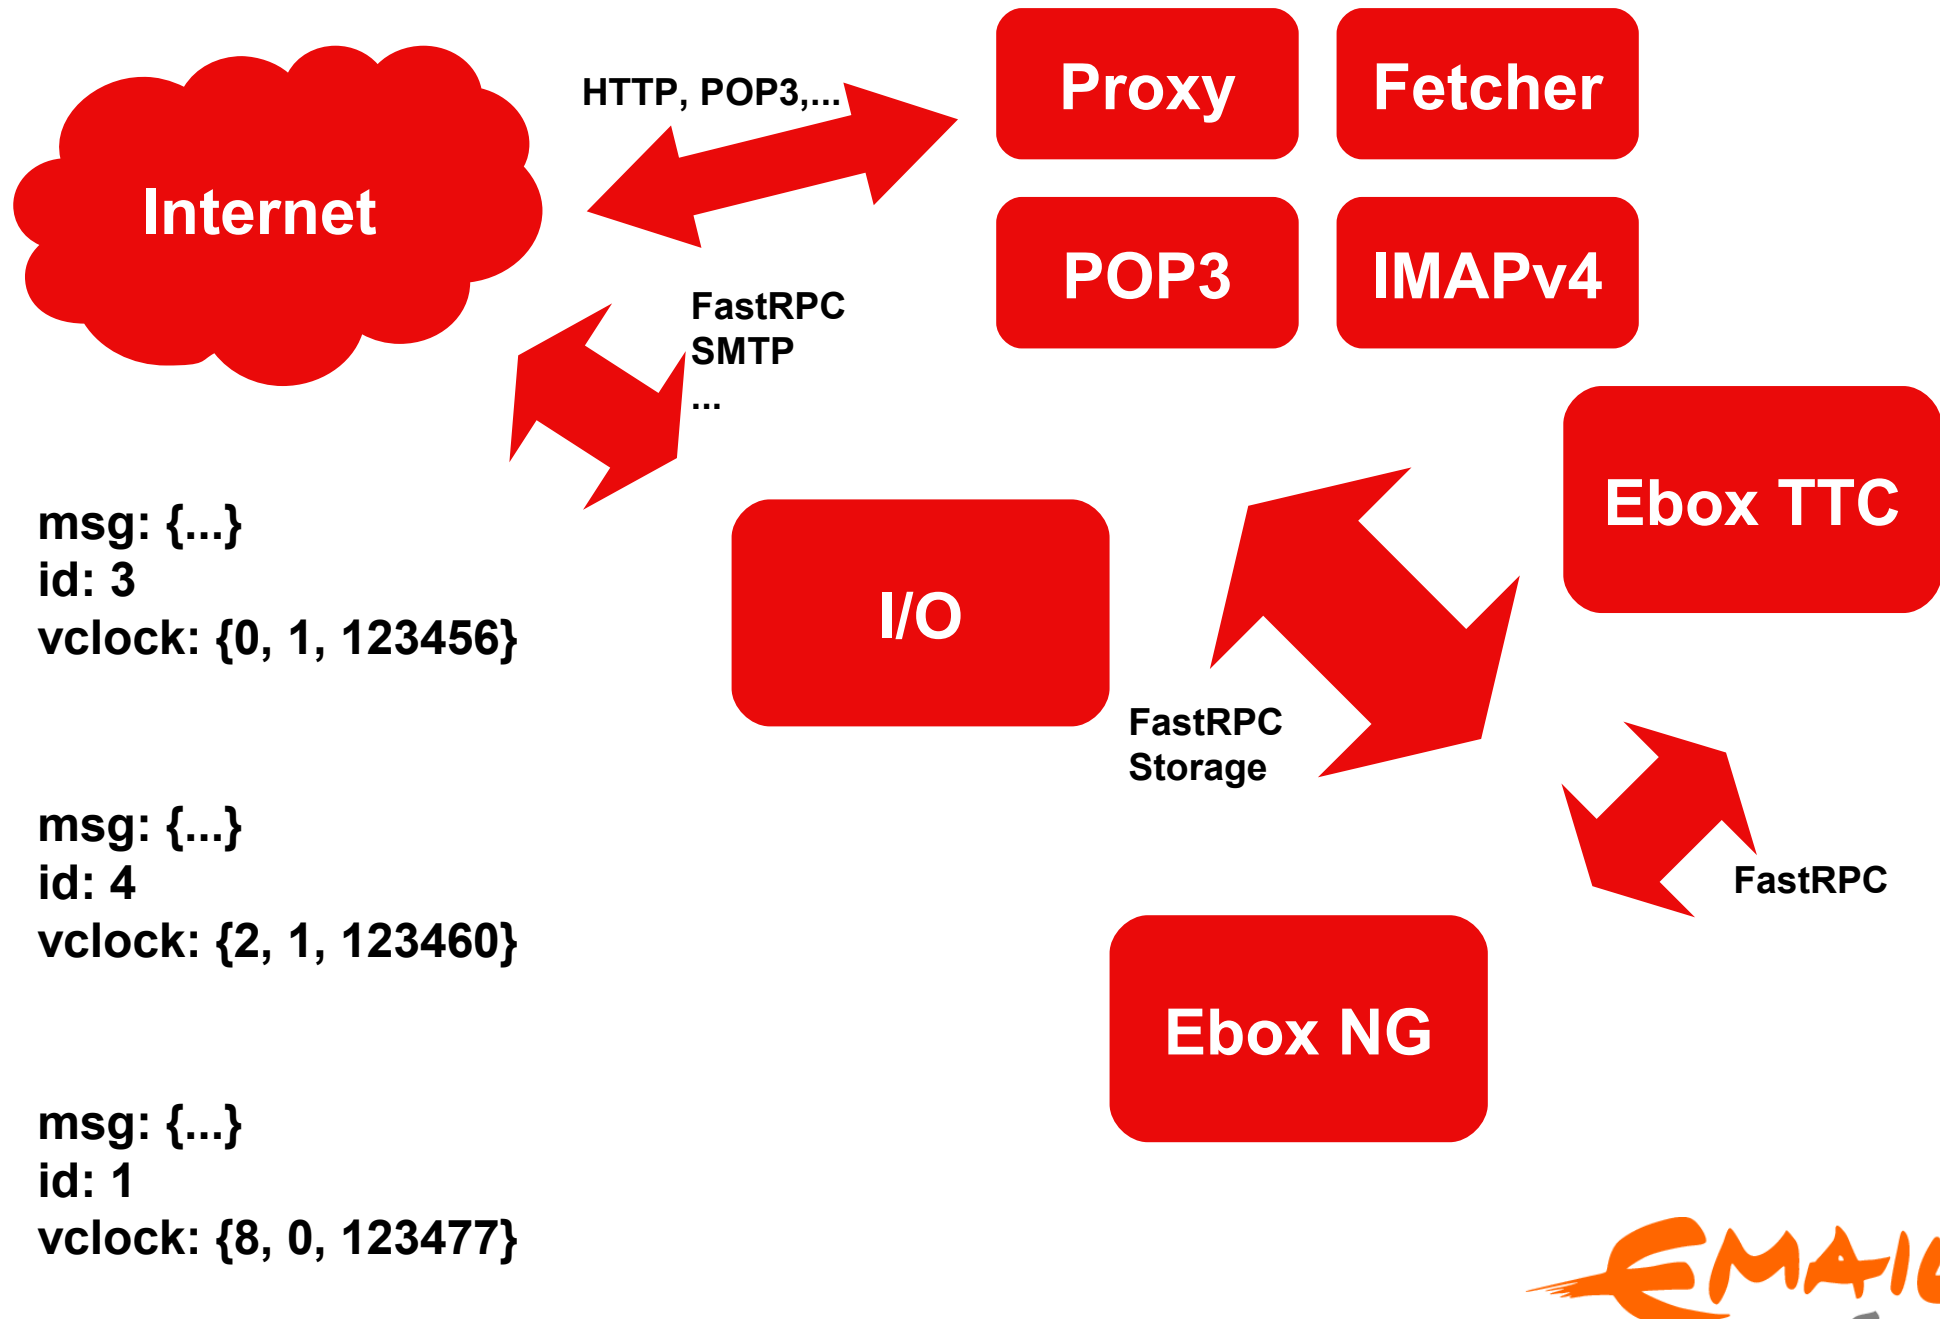 Internet
HTTP, POP3,...
Proxy
Fetcher
POP3
IMAPv4
FastRPC
SMTP
...
Ebox TTC
I/O
FastRPC
Storage
FastRPC
Ebox NG
msg: {...}
id: 3
vclock: {0, 1, 123456}
msg: {...}
id: 4
vclock: {2, 1, 123460}
msg: {...}
id: 1
vclock: {8, 0, 123477}